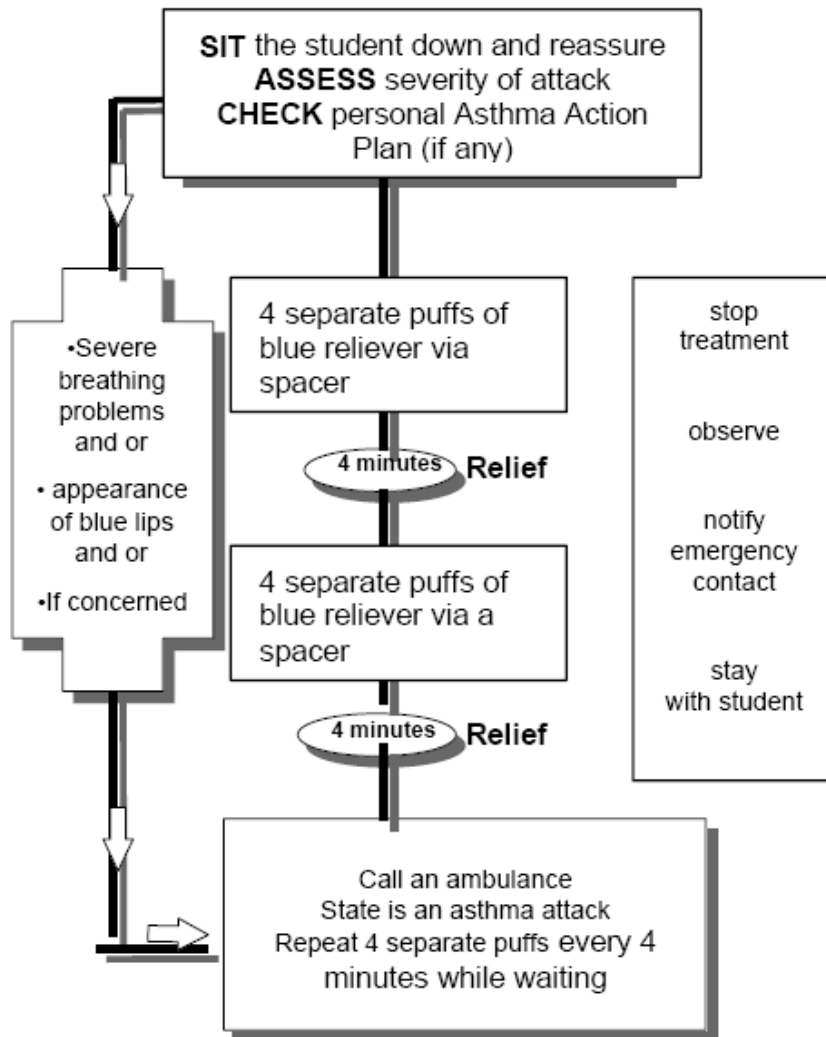 SIT the student down and reassure
ASSESS severity of attack
CHECK personal Asthma Action
Plan (if any)
•Severe
breathing
problems
and or
• appearance
of blue lips
and or
•If concerned
4 separate puffs of
blue reliever via
spacer
4 minutes Relief
4 separate puffs of
blue reliever via a
spacer
4 minutes Relief
stop
treatment
observe
notify
emergency
contact
stay
with student
Call an ambulance
State is an asthma attack
Repeat 4 separate puffs every 4
minutes while waiting